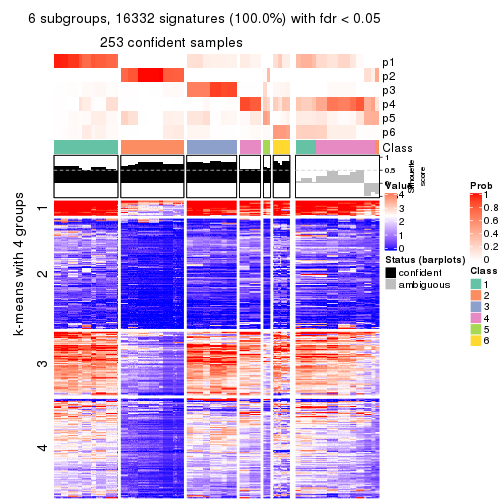 6 subgroups, 16332 signatures (100.0%) with fdr < 0.05
253 confident samples
p1
p2
p3
p4
p5
p6
Class
1
0.5
0
Silhouette
score
k-means with 4 groups
1
2
3
4
Value
4
3
2
1
0
Status (barplots)
confident
ambiguous
Prob
1
0.8
0.6
0.4
0.2
0
Class
1
2
3
4
5
6